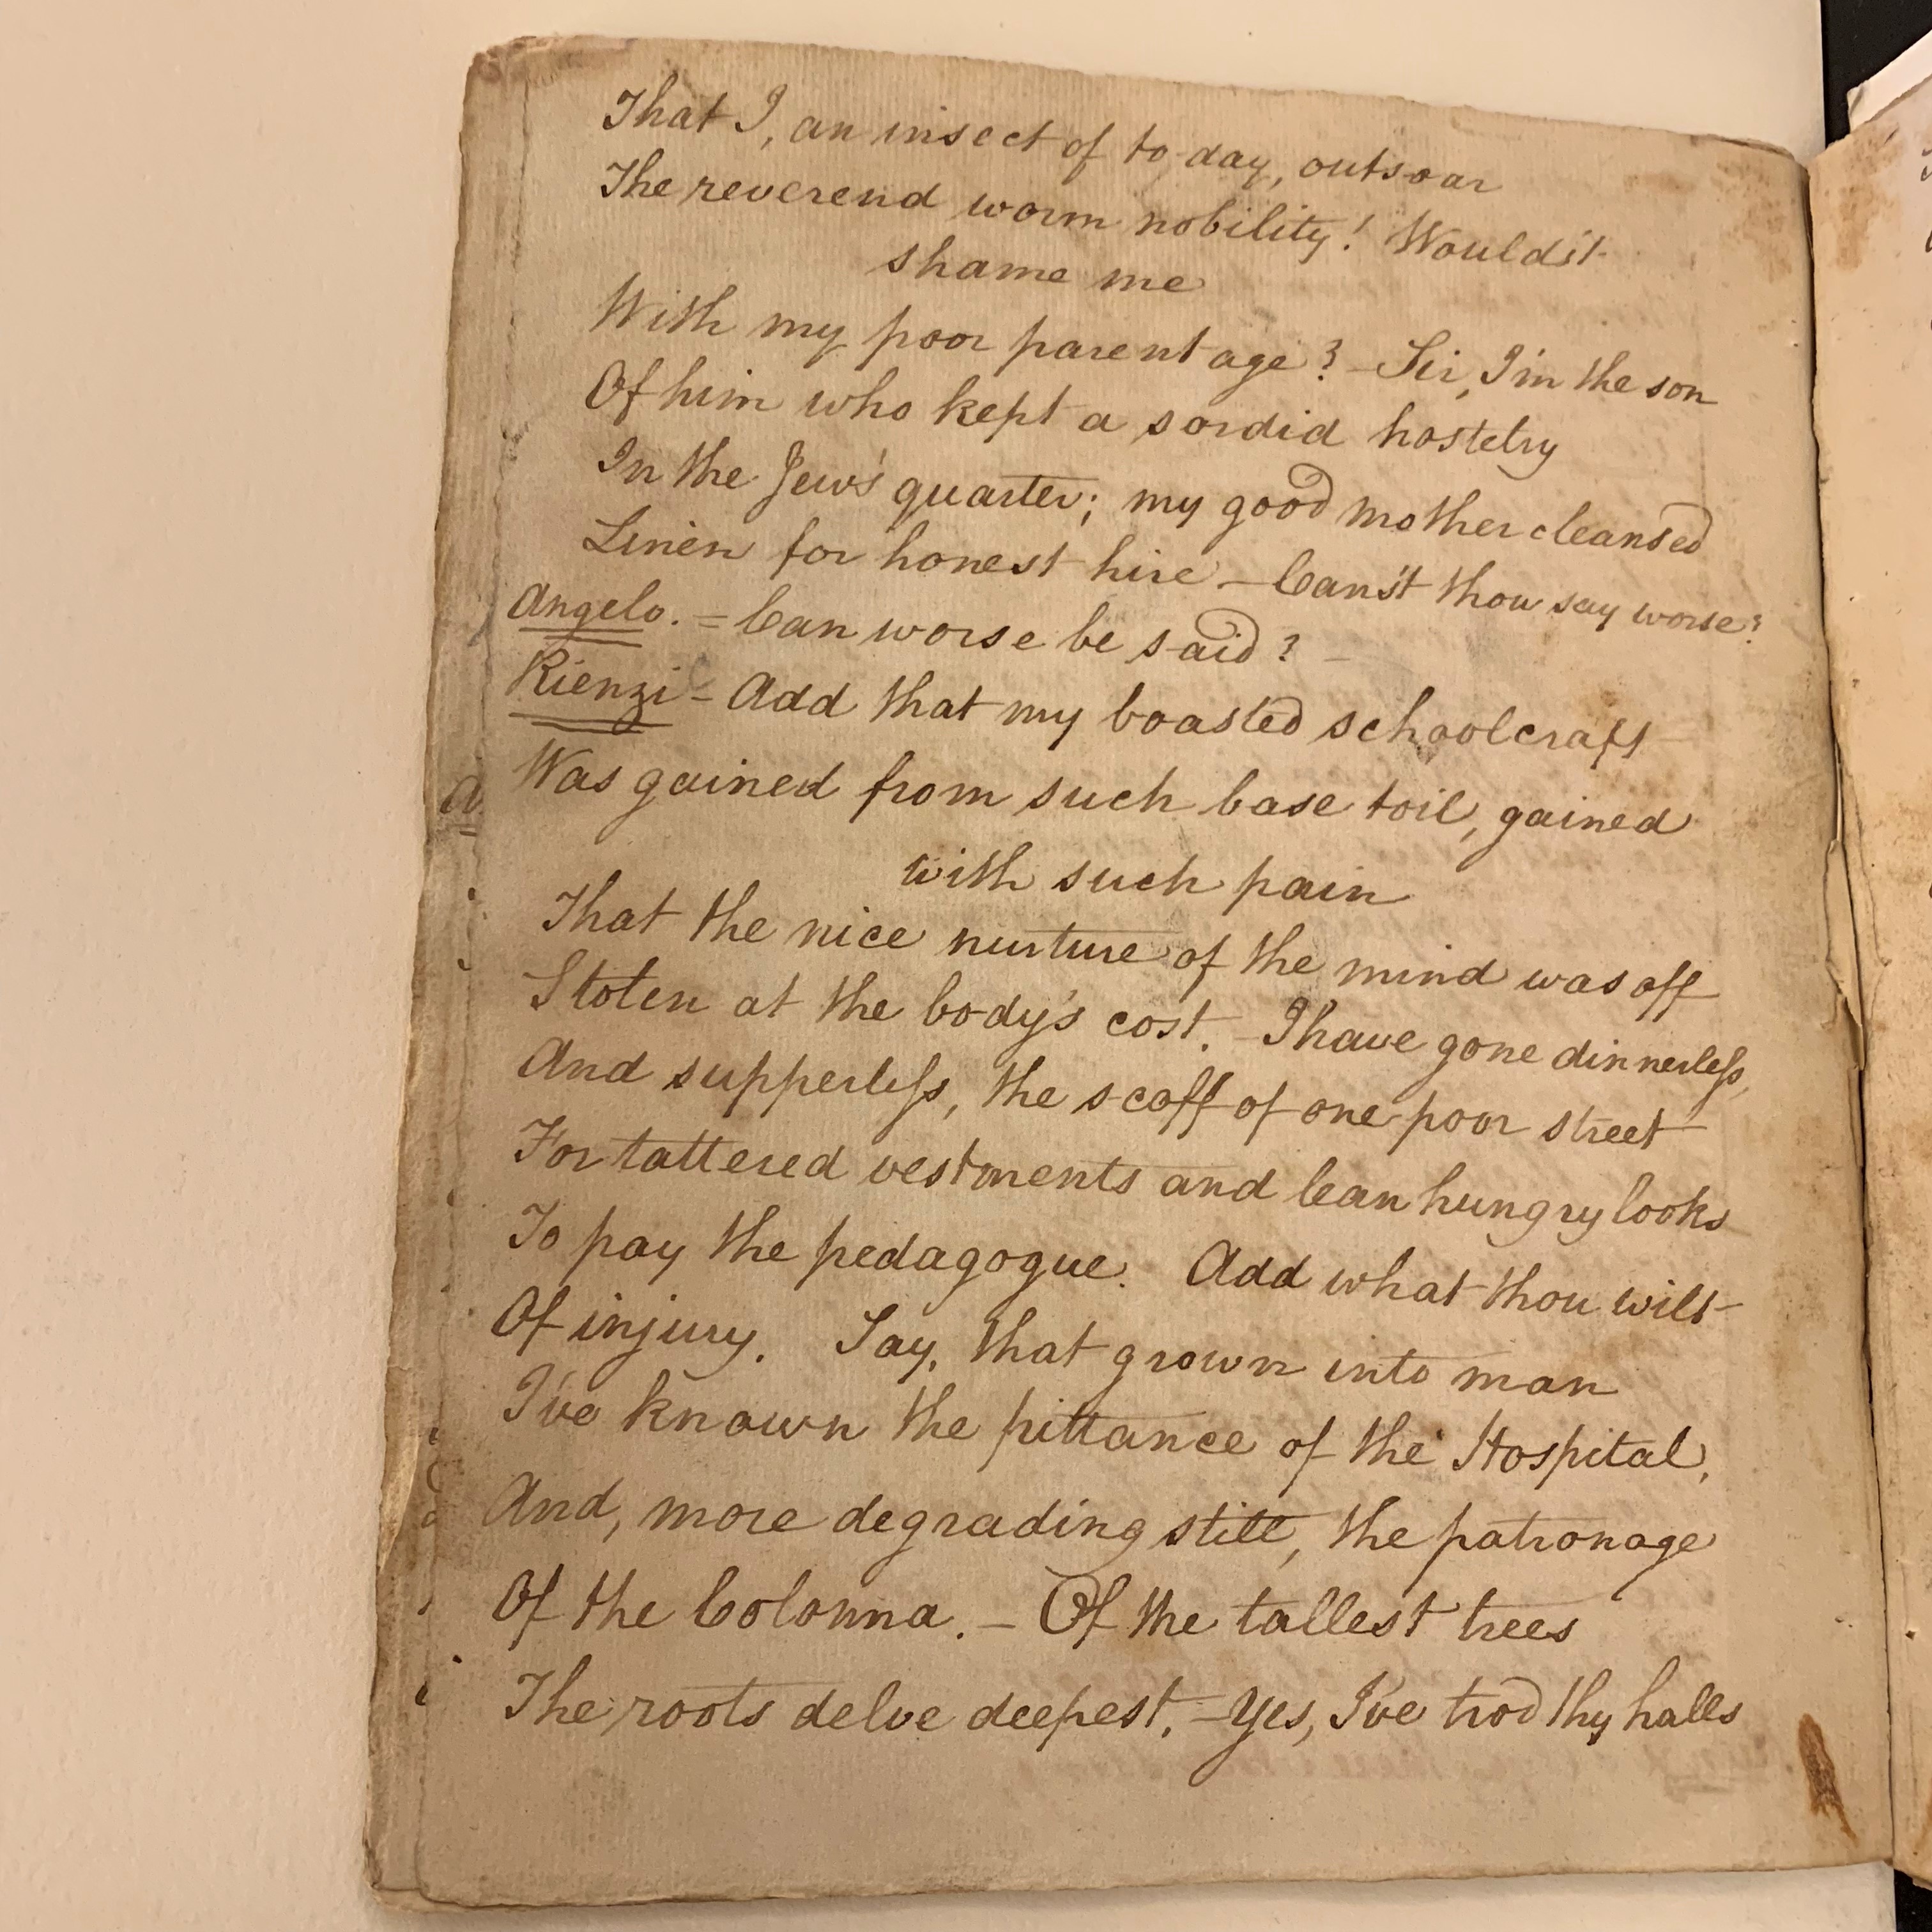 That I, an insect of to-day, outsoar
The reverend worm nobility! Would'st
shame me
With my poor parentage? – Sir, I'm the son
Of him who kept a sordid hostelry
In the Jew's quarter; my good mother cleansed
Linen for honest hire – Can'st thou say worse?
Angelo. = Can worse be said? –
Rienzi – Add that my boasted schoolcraft
Was gained from such base toil, gained
with such pain
That the nice nurture of the mind was oft
Stolen at the body's cost. – I have gone dinnerleſs,
And supperleſs, the scoff of one poor street
For tattered vestments and lean hungry looks
To pay the pedagogue. Add what thou wilt
Of injury. Say, that grown into man
I've known the pittance of the Hospital,
And, more degrading still, the patronage
Of the Colonna. – Of the tallest trees
The roots delve deepest. – Yes, I've trod thy halls